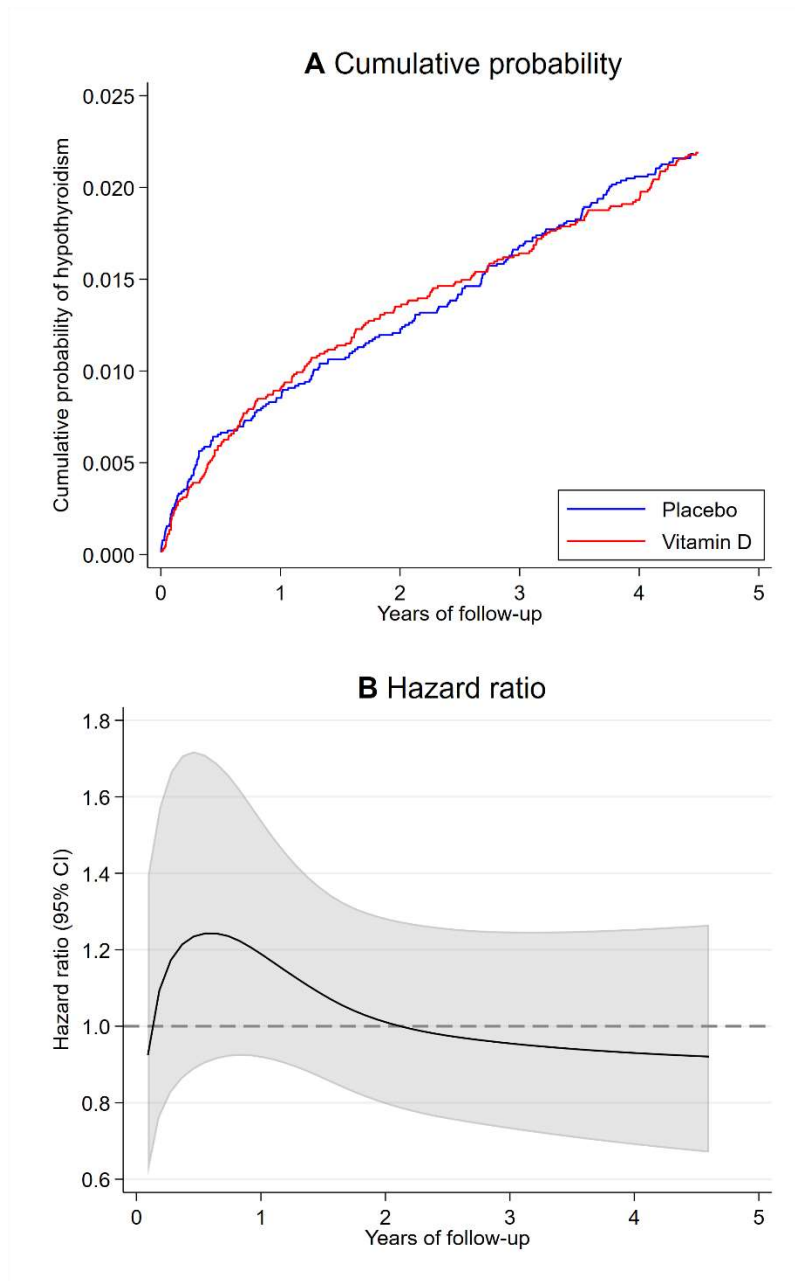 A Cumulative probability
Cumulative probability of hypothyroidism
0.025
0.020
0.015
0.010
0.005
0.000
Placebo
Vitamin D
0 1 2 3 4 5
Years of follow-up
B Hazard ratio
Hazard ratio (95% CI)
1.8
1.6
1.4
1.2
1.0
0.8
0.6
0 1 2 3 4 5
Years of follow-up